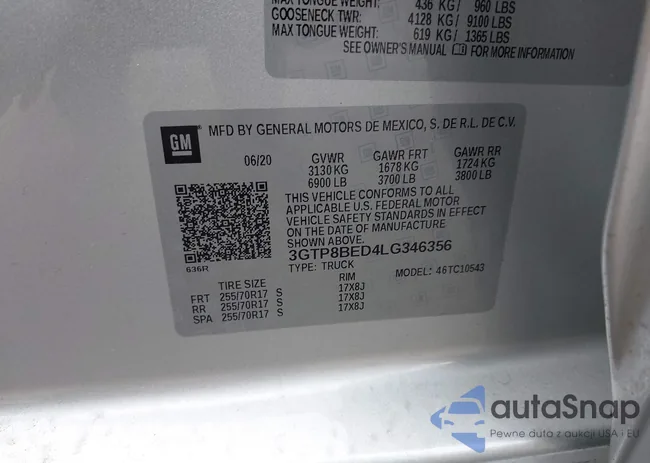 MAX TONGUE WEIGHT: 436 KG/ 960 LBS
GOOSENECK TWR: 4128 KG/ 9100 LBS
MAX TONGUE WEIGHT: 619 KG/ 1365 LBS
SEE OWNER'S MANUAL FOR MORE INFORMATION
GM MFD BY GENERAL MOTORS DE MEXICO, S. DE R.L. DE C.V.
06/20 GVWR GAWR FRT GAWR RR
3130 KG 1678 KG 1724 KG
6900 LB 3700 LB 3800 LB
THIS VEHICLE CONFORMS TO ALL
APPLICABLE U.S. FEDERAL MOTOR
VEHICLE SAFETY STANDARDS IN EFFECT
ON THE DATE OF MANUFACTURE
SHOWN ABOVE.
636R
3GTP8BED4LG346356
TYPE: TRUCK MODEL: 46TC10543
TIRE SIZE RIM
FRT 255/70R17 S 17X8J
RR 255/70R17 S 17X8J
SPA 255/70R17 S 17X8J
autaSnap
Pewne auta z aukcji USA i EU